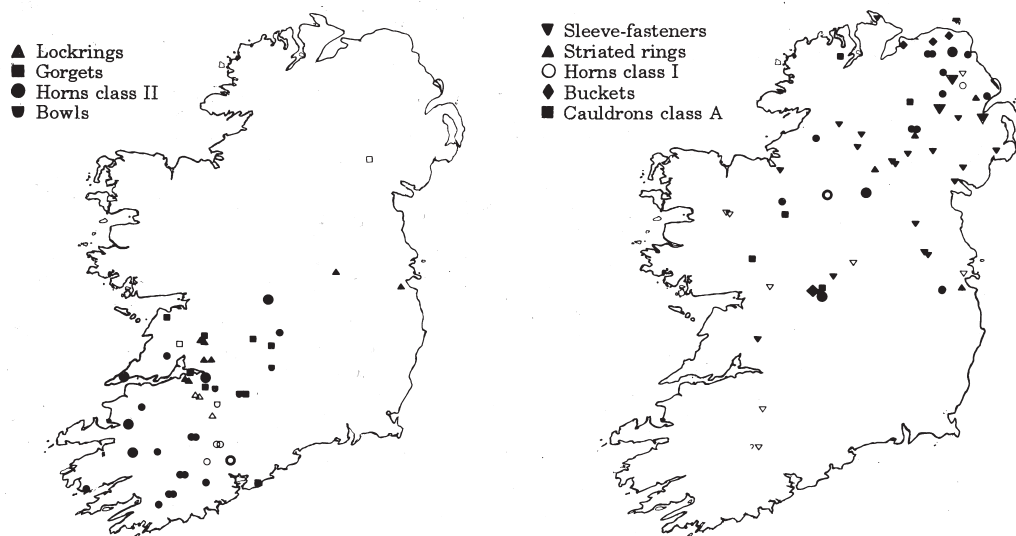 Lockrings
Gorgets
Horns class II
Bowls
Sleeve-fasteners
Striated rings
Horns class I
Buckets
Cauldrons class A